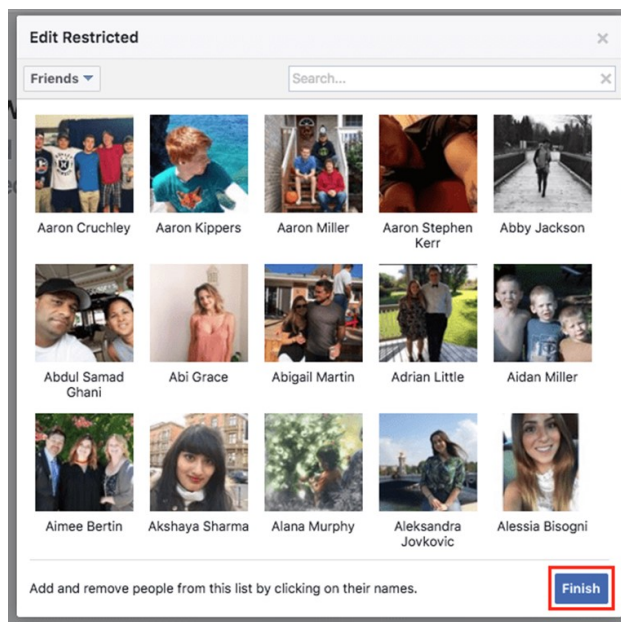 Edit Restricted
Friends
Search...
Aaron Cruchley
Aaron Kippers
Aaron Miller
Aaron Stephen
Kerr
Abby Jackson
Abdul Samad
Ghani
Abi Grace
Abigail Martin
Adrian Little
Aidan Miller
Aimee Bertin
Akshaya Sharma
Alana Murphy
Aleksandra
Jovkovic
Alessia Bisogni
Add and remove people from this list by clicking on their names.
Finish